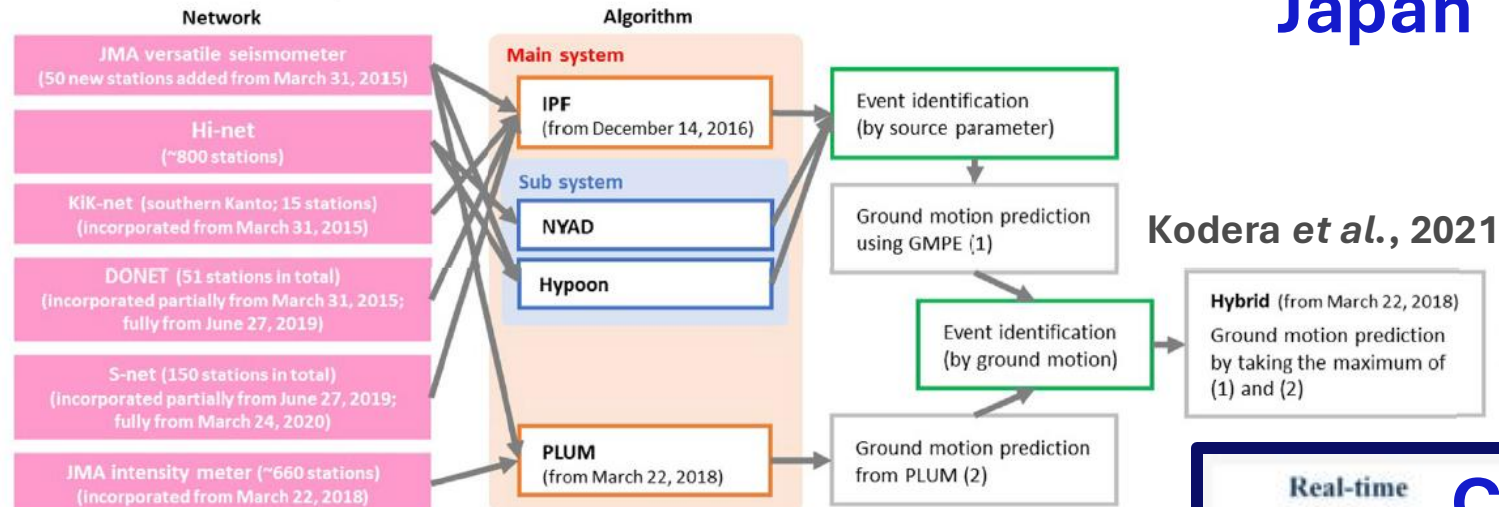 Japan
Network
Algorithm
JMA versatile seismometer
(50 new stations added from March 31, 2015)
Hi-net
(~800 stations)
KiK-net (southern Kanto; 15 stations)
(incorporated from March 31, 2015)
DONET (51 stations in total)
(incorporated partially from March 31, 2015;
fully from June 27, 2019)
S-net (150 stations in total)
(incorporated partially from June 27, 2019;
fully from March 24, 2020)
JMA intensity meter (~660 stations)
(incorporated from March 22, 2018)
Main system
IPF
(from December 14, 2016)
Sub system
NYAD
Hypoon
PLUM
(from March 22, 2018)
Event identification
(by source parameter)
Ground motion prediction
using GMPE (1)
Event identification
(by ground motion)
Ground motion prediction
from PLUM (2)
Kodera et al., 2021
Hybrid (from March 22, 2018)
Ground motion prediction
by taking the maximum of
(1) and (2)
Real-time